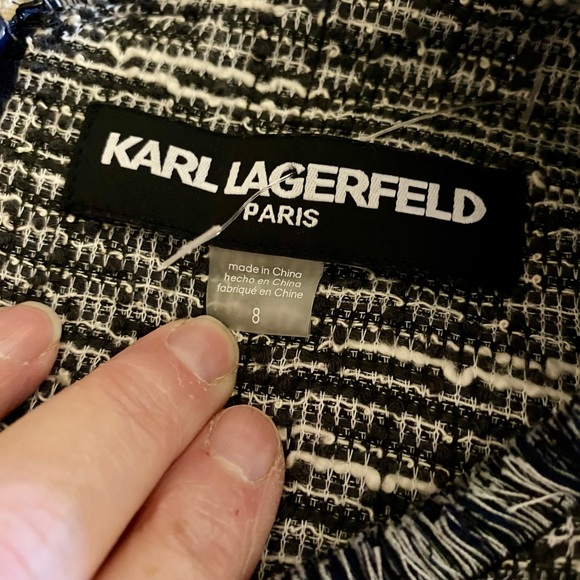 KARL LAGERFELD
PARIS
made in China
hecho en China
fabriqué en Chine
8